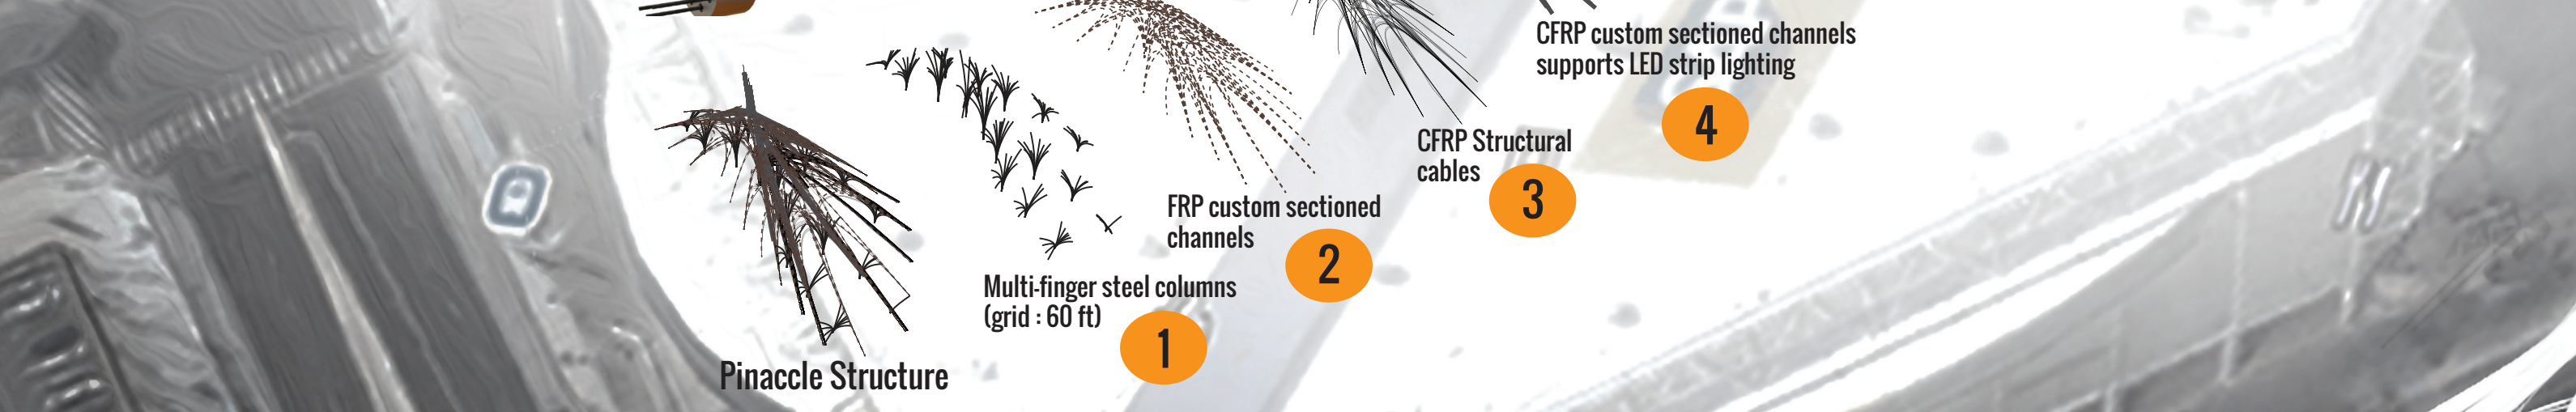 CFRP custom sectioned channels
supports LED strip lighting
4
CFRP Structural
cables
3
FRP custom sectioned
channels
2
Multi-finger steel columns
(grid : 60 ft)
1
Pinaccle Structure